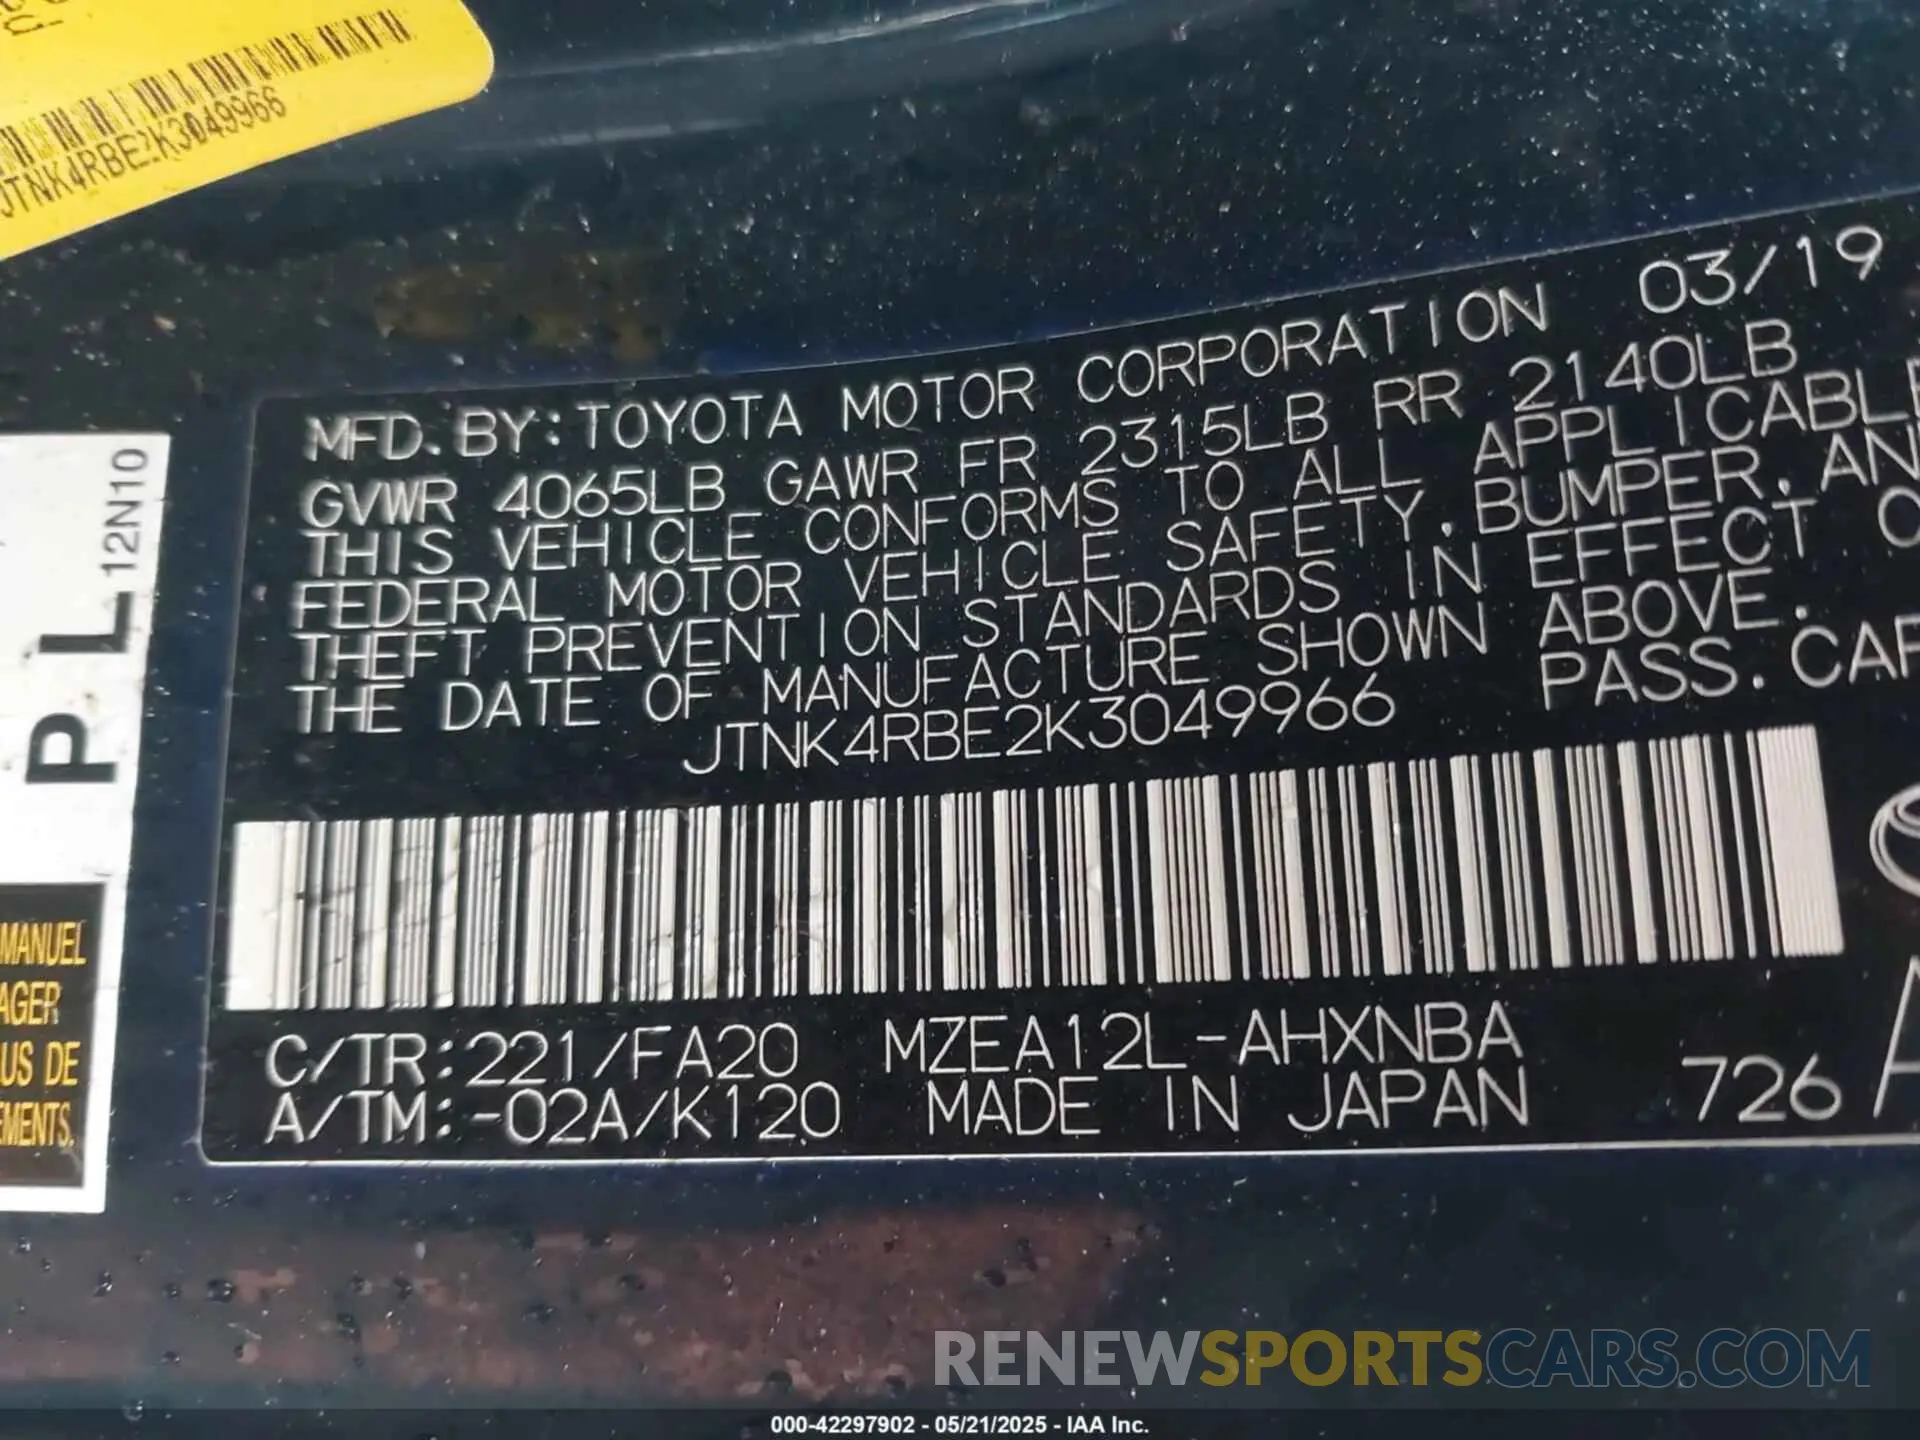 JTNK4RBE2K3049966
MFD. BY: TOYOTA MOTOR CORPORATION 03/19
GVWR 4065LB GAWR FR 2315LB RR 2140LB
THIS VEHICLE CONFORMS TO ALL APPLICABLE
FEDERAL MOTOR VEHICLE SAFETY, BUMPER, AND
THEFT PREVENTION STANDARDS IN EFFECT O
THE DATE OF MANUFACTURE SHOWN ABOVE.
JTNK4RBE2K3049966 PASS. CAR
C/TR: 221/FA20 MZEA12L-AHXNBA
A/TM: -02A/K120 MADE IN JAPAN 726 A
P L 12N10
MANUEL
AGER
US DE
EMENTS.
RENEWSPORTSCARS.COM
000-42297902 - 05/21/2025 - IAA Inc.